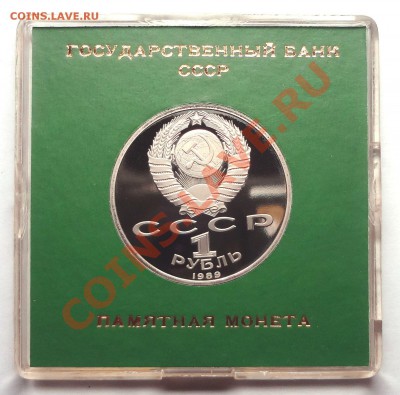 COINS.LAVE.RU
ГОСУДАРСТВЕННЫЙ БАНК
СССР
СССР
1
РУБЛЬ
1989
ПАМЯТНАЯ МОНЕТА
COINS.LAVE.RU